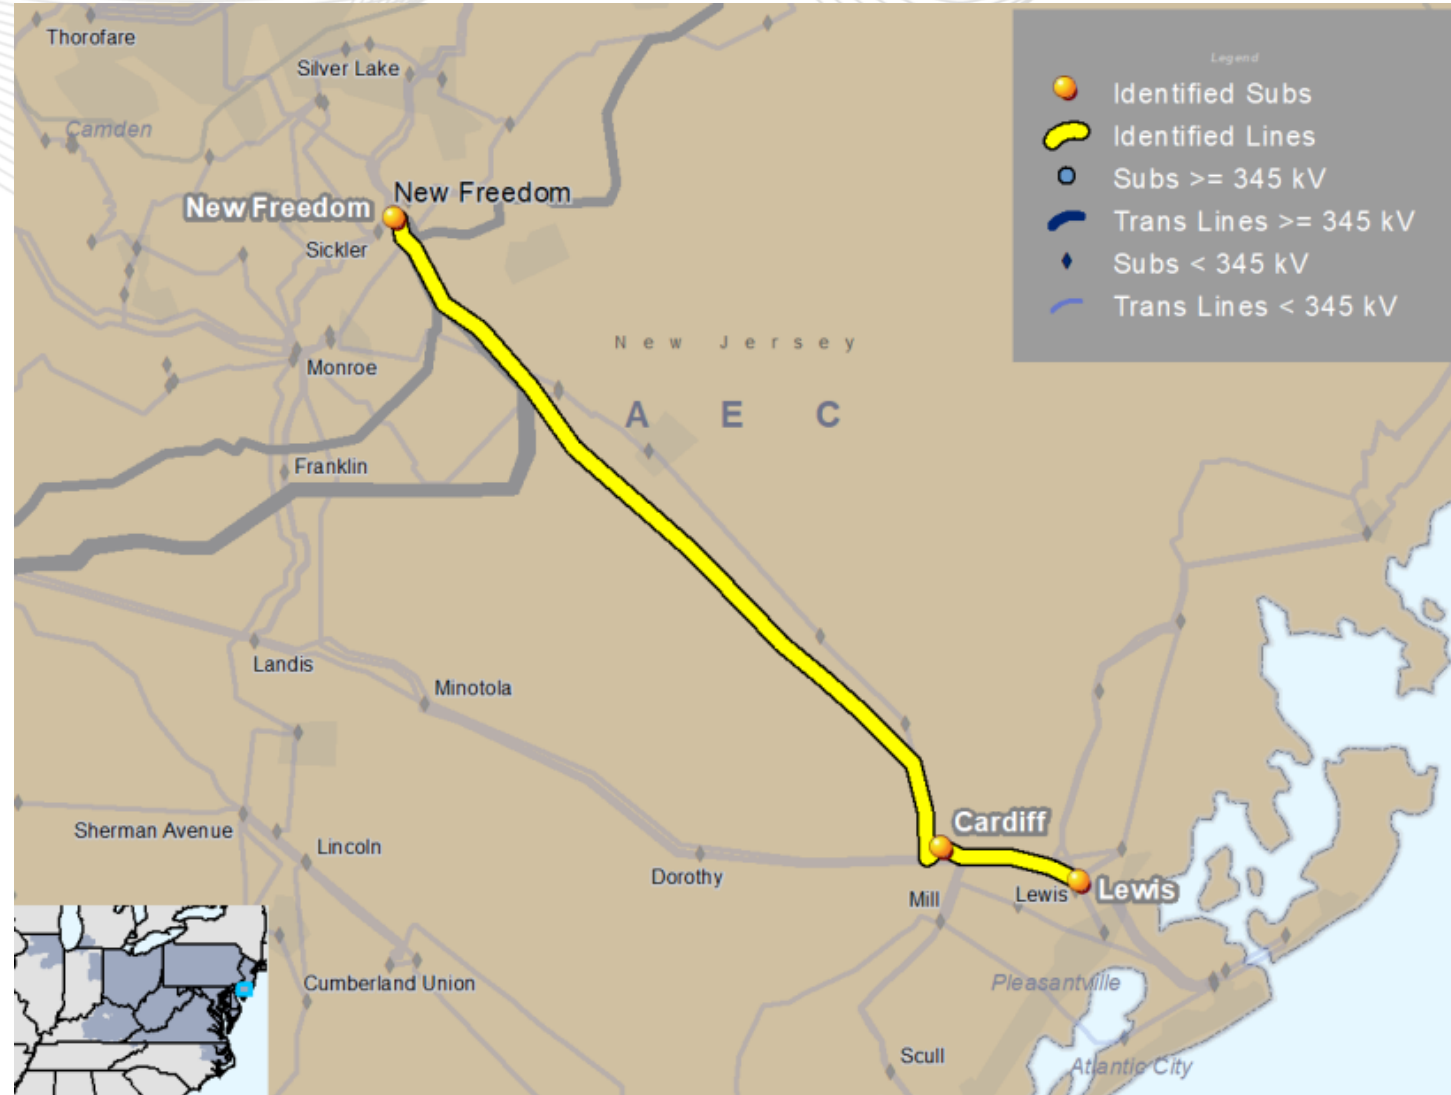 Thorofare
Silver Lake
Camden
New Freedom
New Freedom
Sickler
Monroe
Franklin
New Jersey
A E C
Landis
Minotola
Sherman Avenue
Lincoln
Dorothy
Cardiff
Mill
Lewis
Lewis
Cumberland Union
Pleasantville
Scull
Atlantic City
Legend
Identified Subs
Identified Lines
Subs >= 345 kV
Trans Lines >= 345 kV
Subs < 345 kV
Trans Lines < 345 kV